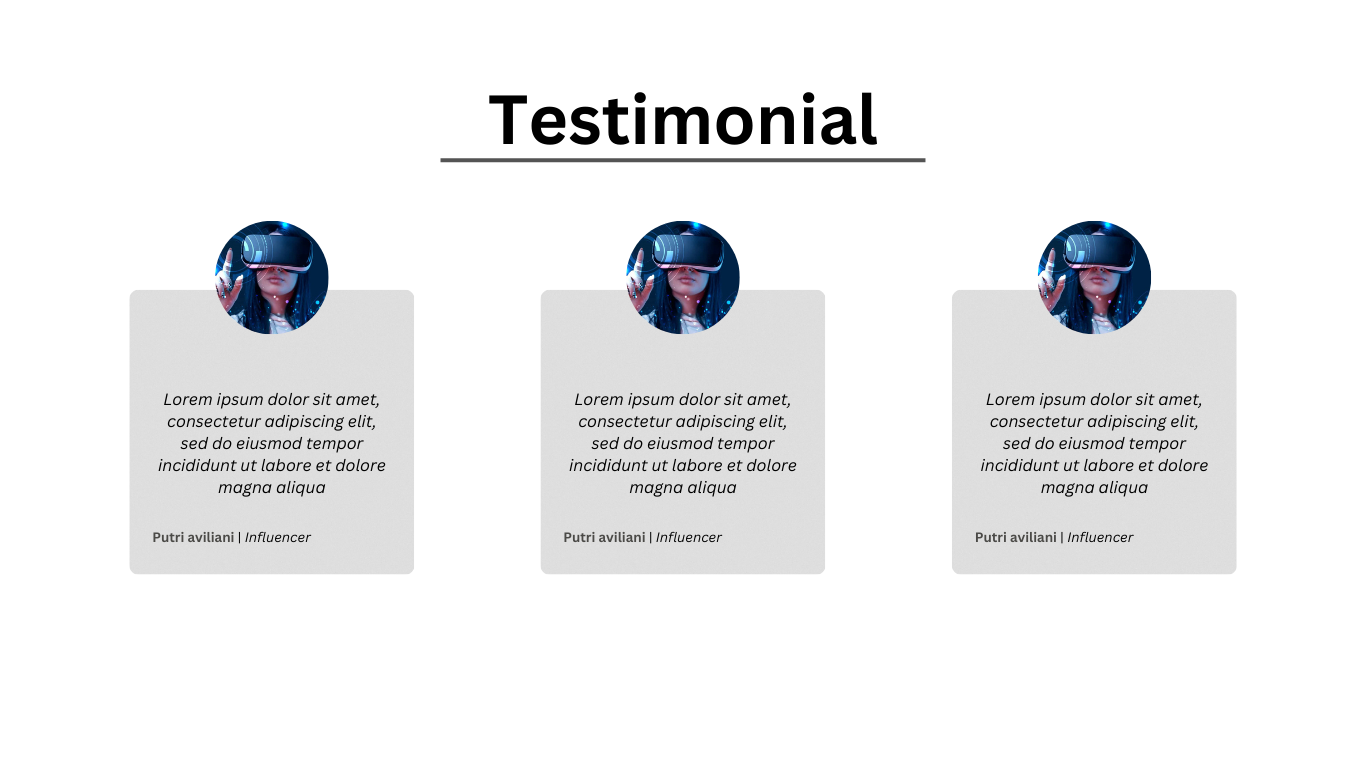 Testimonial
Lorem ipsum dolor sit amet,
consectetur adipiscing elit,
sed do eiusmod tempor
incididunt ut labore et dolore
magna aliqua
Putri aviliani | Influencer
Lorem ipsum dolor sit amet,
consectetur adipiscing elit,
sed do eiusmod tempor
incididunt ut labore et dolore
magna aliqua
Putri aviliani | Influencer
Lorem ipsum dolor sit amet,
consectetur adipiscing elit,
sed do eiusmod tempor
incididunt ut labore et dolore
magna aliqua
Putri aviliani | Influencer